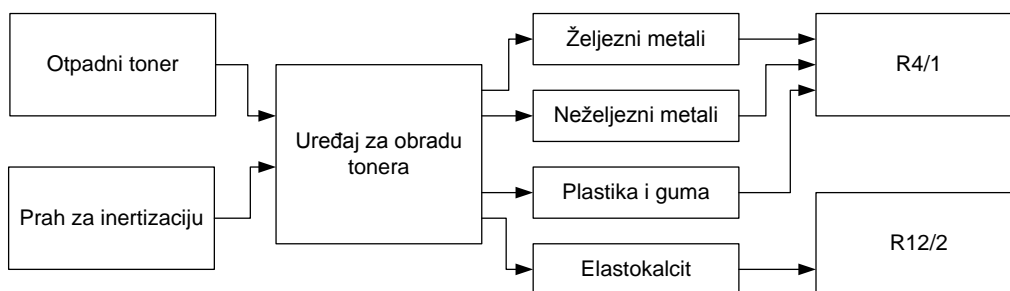 Otpadni toner
Prah za inertizaciju
Uređaj za obradu
tonera
Željezni metali
Neželjezni metali
Plastika i guma
Elastokalcit
R4/1
R12/2